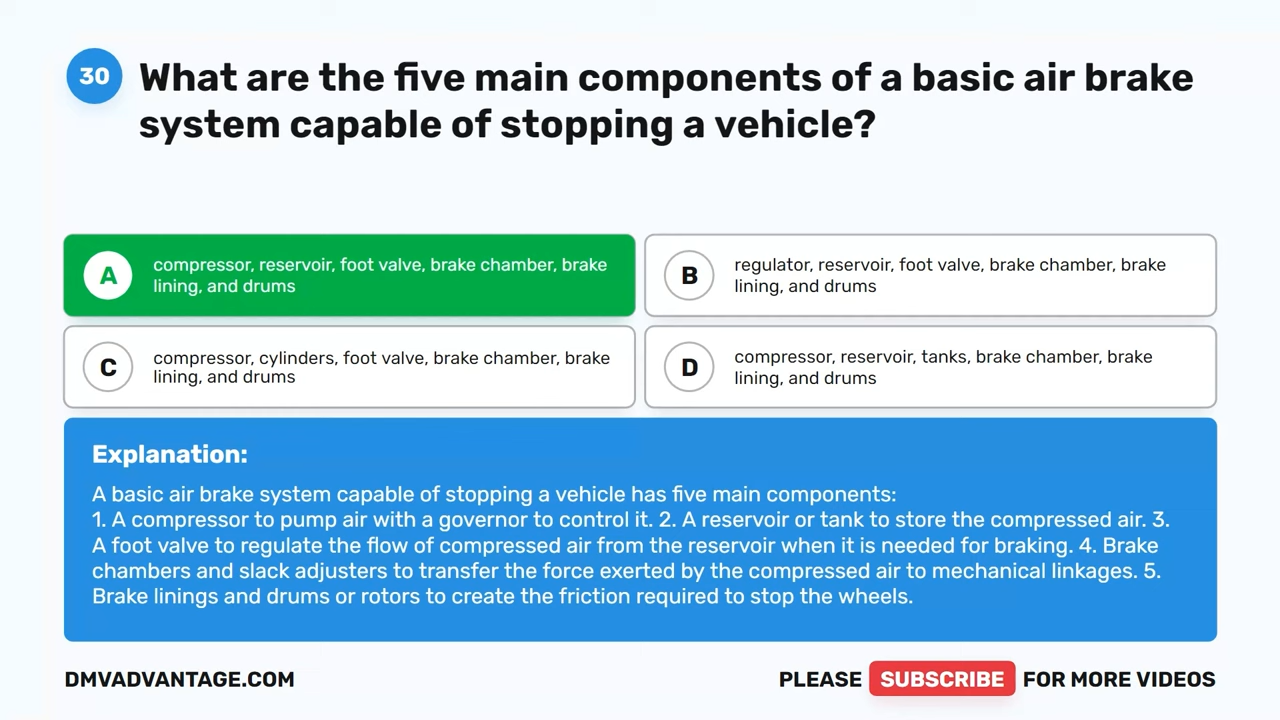 30
What are the five main components of a basic air brake
system capable of stopping a vehicle?
A
compressor, reservoir, foot valve, brake chamber, brake
lining, and drums
B
regulator, reservoir, foot valve, brake chamber, brake
lining, and drums
C
compressor, cylinders, foot valve, brake chamber, brake
lining, and drums
D
compressor, reservoir, tanks, brake chamber, brake
lining, and drums
Explanation:
A basic air brake system capable of stopping a vehicle has five main components:
1. A compressor to pump air with a governor to control it. 2. A reservoir or tank to store the compressed air. 3.
A foot valve to regulate the flow of compressed air from the reservoir when it is needed for braking. 4. Brake
chambers and slack adjusters to transfer the force exerted by the compressed air to mechanical linkages. 5.
Brake linings and drums or rotors to create the friction required to stop the wheels.
DMVADVANTAGE.COM
PLEASE SUBSCRIBE FOR MORE VIDEOS